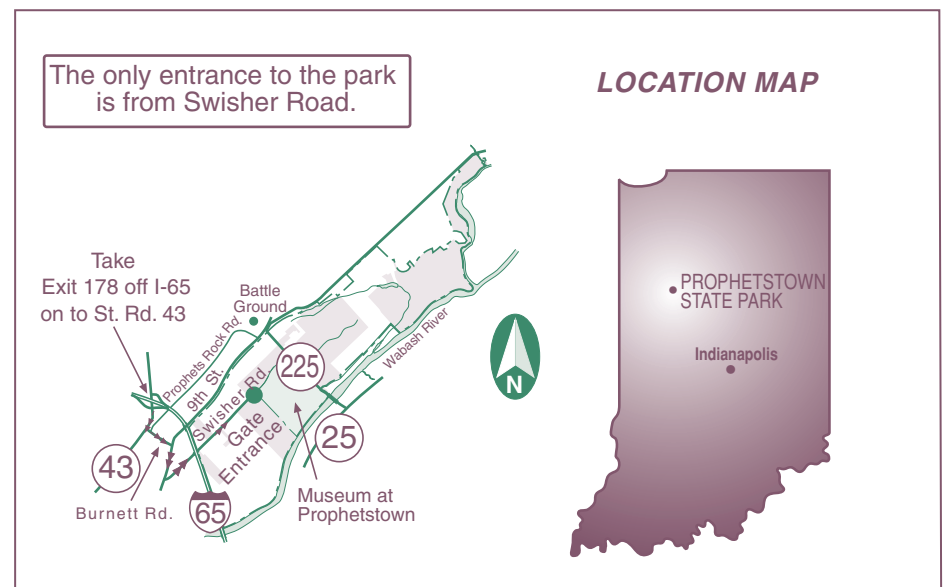 The only entrance to the park
is from Swisher Road.
LOCATION MAP
Take
Exit 178 off I-65
on to St. Rd. 43
Battle
Ground
Prophets Rock Rd.
9th St.
Swisher Rd.
Gate
Entrance
225
Wabash River
N
25
43
Burnett Rd.
65
Museum at
Prophetstown
PROPHETSTOWN
STATE PARK
Indianapolis